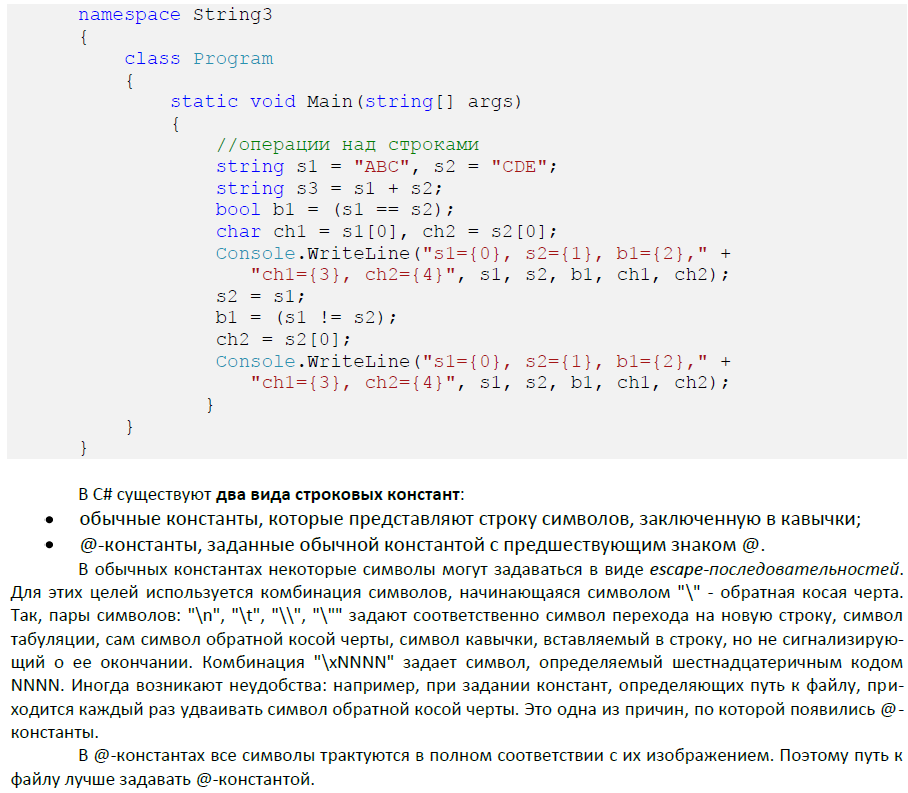 namespace String3
{
class Program
{
static void Main(string[] args)
{
//операции над строками
string s1 = "ABC", s2 = "CDE";
string s3 = s1 + s2;
bool b1 = (s1 == s2);
char ch1 = s1[0], ch2 = s2[0];
Console.WriteLine("s1={0}, s2={1}, b1={2}," +
"ch1={3}, ch2={4}", s1, s2, b1, ch1, ch2);
s2 = s1;
b1 = (s1 != s2);
ch2 = s2[0];
Console.WriteLine("s1={0}, s2={1}, b1={2}," +
"ch1={3}, ch2={4}", s1, s2, b1, ch1, ch2);
}
}
}
В C# существуют два вида строковых констант:
• обычные константы, которые представляют строку символов, заключенную в кавычки;
• @-константы, заданные обычной константой с предшествующим знаком @.
В обычных константах некоторые символы могут задаваться в виде escape-последовательностей.
Для этих целей используется комбинация символов, начинающаяся символом "\" - обратная косая черта.
Так, пары символов: "\n", "\t", "\\", "\"" задают соответственно символ перехода на новую строку, символ
табуляции, сам символ обратной косой черты, символ кавычки, вставляемый в строку, но не сигнализирую-
щий о ее окончании. Комбинация "\xNNNN" задает символ, определяемый шестнадцатеричным кодом
NNNN. Иногда возникают неудобства: например, при задании констант, определяющих путь к файлу, при-
ходится каждый раз удваивать символ обратной косой черты. Это одна из причин, по которой появились @-
константы.
В @-константах все символы трактуются в полном соответствии с их изображением. Поэтому путь к
файлу лучше задавать @-константой.